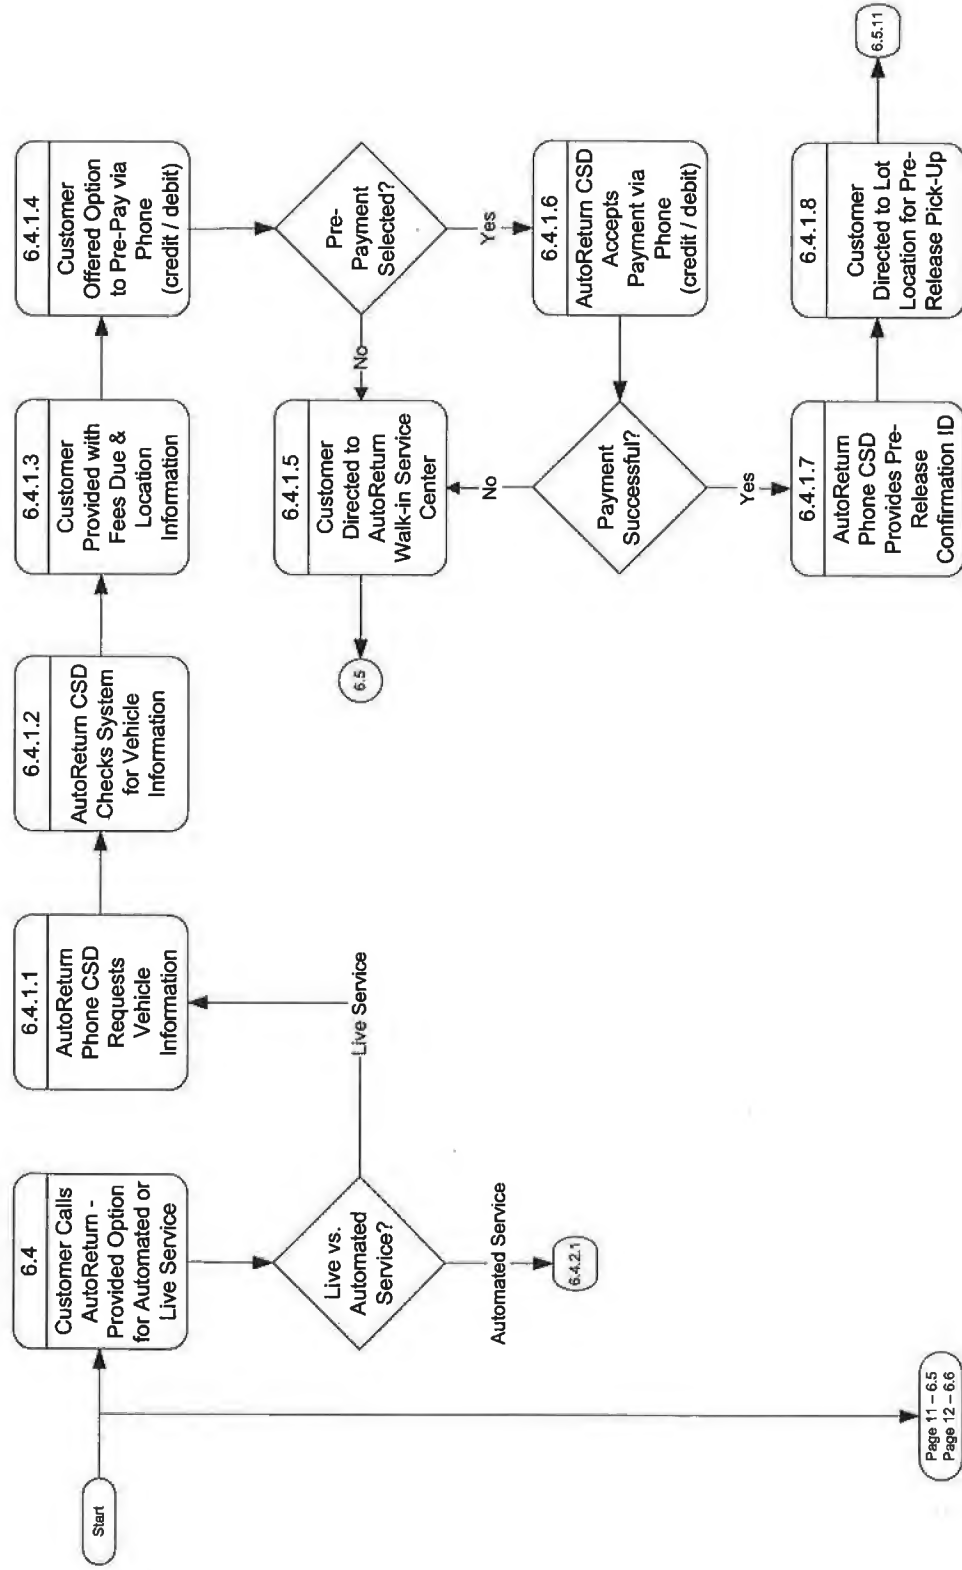 Start
6.4
Customer Calls
AutoReturn -
Provided Option
for Automated or
Live Service
Live vs.
Automated
Service?
Live Service
Automated Service
6.4.2.1
Page 11 – 6.5
Page 12 – 6.6
6.4.1.1
AutoReturn
Phone CSD
Requests
Vehicle
Information
6.4.1.2
AutoReturn CSD
Checks System
for Vehicle
Information
6.4.1.3
Customer
Provided with
Fees Due &
Location
Information
6.4.1.4
Customer
Offered Option
to Pre-Pay via
Phone
(credit / debit)
Pre-
Payment
Selected?
No
Yes
6.4.1.5
Customer
Directed to
AutoReturn
Walk-in Service
Center
6.5
6.4.1.6
AutoReturn CSD
Accepts
Payment via
Phone
(credit / debit)
Payment
Successful?
No
Yes
6.4.1.7
AutoReturn
Phone CSD
Provides Pre-
Release
Confirmation ID
6.4.1.8
Customer
Directed to Lot
Location for Pre-
Release Pick-Up
6.5.11